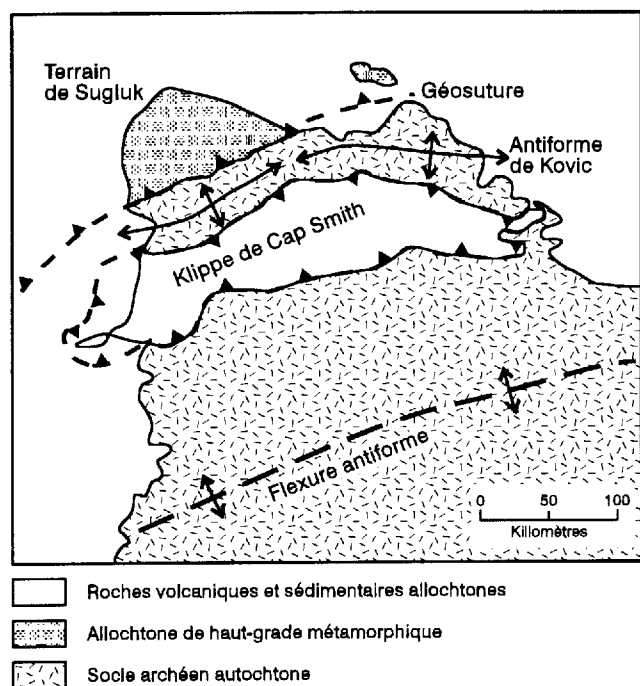 Terrain
de Sugluk
Géosuture
Antiforme
de Kovic
Klippe de Cap Smith
Flexure antiforme
0 50 100
Killomètres
Roches volcaniques et sédimentaires allochtones
Allochtone de haut-grade métamorphique
Socle archéen autochtone